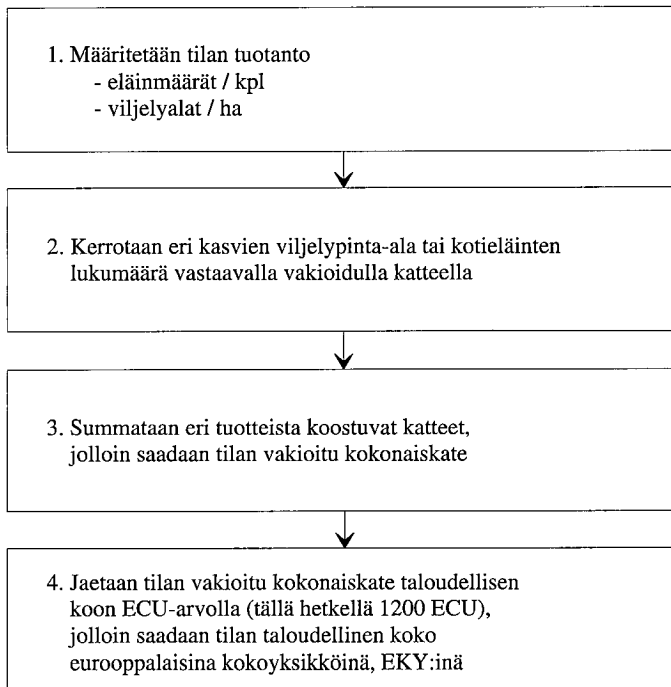 1. Määritetään tilan tuotanto
- eläinmäärät / kpl
- viljelyalat / ha
2. Kerrotaan eri kasvien viljelypinta-ala tai kotieläinten
lukumäärä vastaavalla vakioidulla katteella
3. Summataan eri tuotteista koostuvat katteet,
jolloin saadaan tilan vakioitu kokonaiskate
4. Jaetaan tilan vakioitu kokonaiskate taloudellisen
koon ECU-arvolla (tällä hetkellä 1200 ECU),
jolloin saadaan tilan taloudellinen koko
eurooppalaisina kokoyksikköinä, EKY:inä